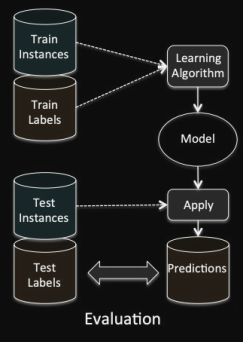 Train
Instances
Learning
Algorithm
Train
Labels
Model
Test
Instances
Apply
Test
Labels
Predictions
Evaluation